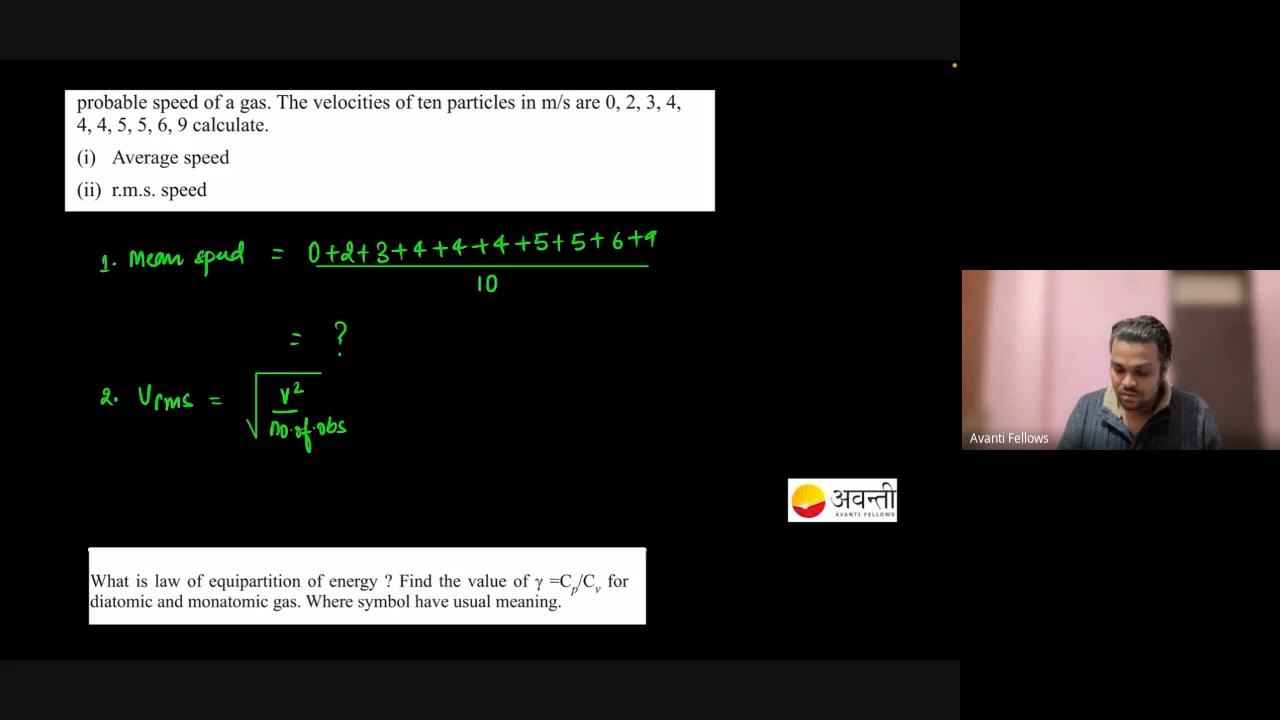 probable speed of a gas. The velocities of ten particles in m/s are 0, 2, 3, 4,
4, 4, 5, 5, 6, 9 calculate.
(i) Average speed
(ii) r.m.s. speed
1. Mean speed = 0+2+3+4+4+4+5+5+6+9
10
= ?
2. Vrms = √ v²
no.of.obs
Avanti Fellows
अवन्ती
AVANTI FELLOWS
What is law of equipartition of energy ? Find the value of γ =Cp/Cv for
diatomic and monatomic gas. Where symbol have usual meaning.